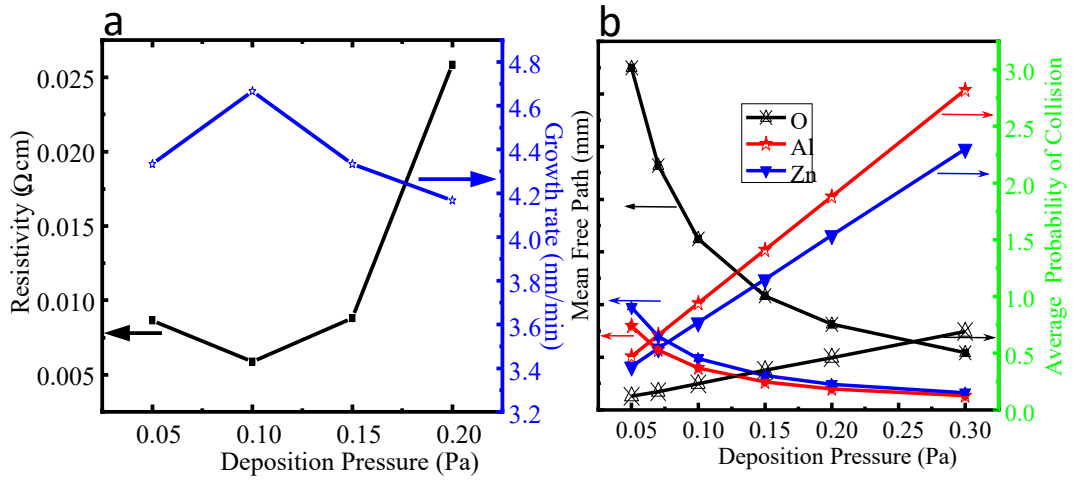 a
0.025
0.020
0.015
0.010
0.005
Resistivity (Ω cm)
4.8
4.6
4.4
4.2
4.0
3.8
3.6
3.4
3.2
Growth rate (nm/min)
0.05 0.10 0.15 0.20
Deposition Pressure (Pa)
b
Mean Free Path (mm)
O
Al
Zn
3.0
2.5
2.0
1.5
1.0
0.5
0.0
Average Probability of Collision
0.05 0.10 0.15 0.20 0.25 0.30
Deposition Pressure (Pa)